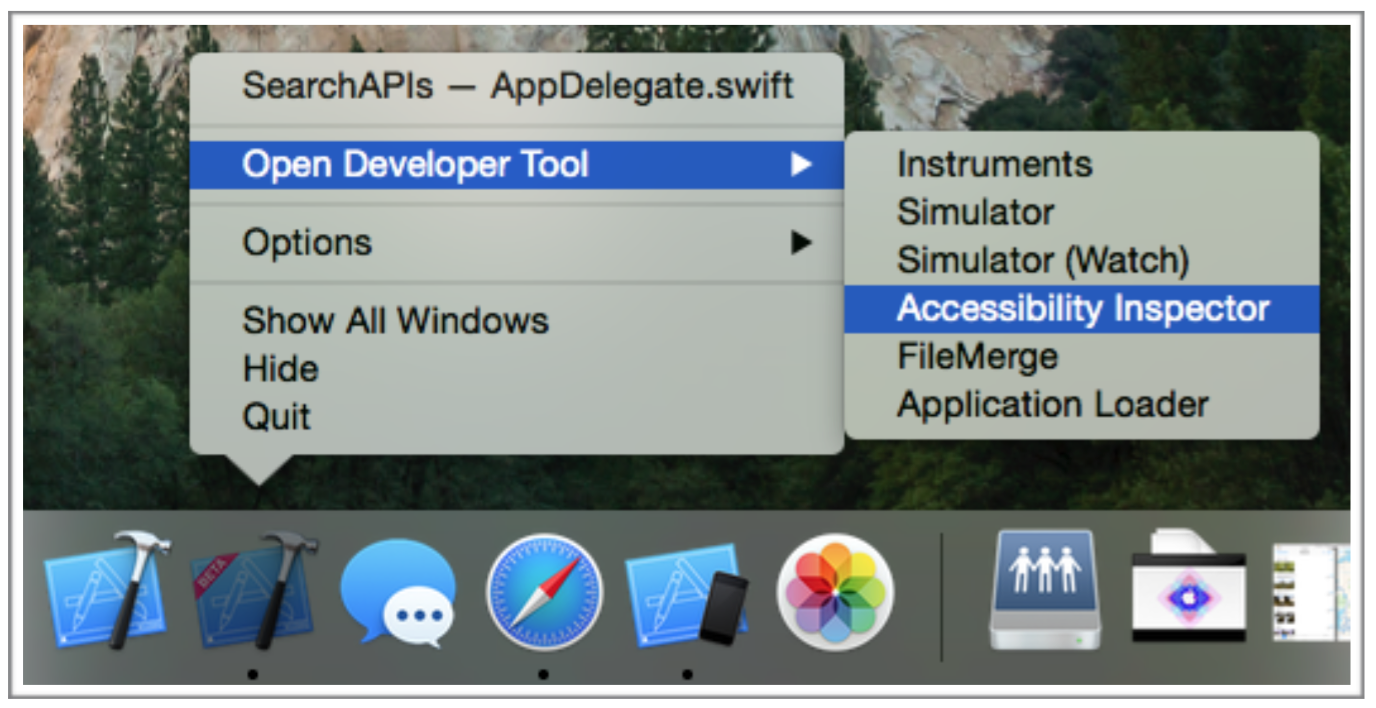 SearchAPIs — AppDelegate.swift
Open Developer Tool
Options
Show All Windows
Hide
Quit
Instruments
Simulator
Simulator (Watch)
Accessibility Inspector
FileMerge
Application Loader
BETA